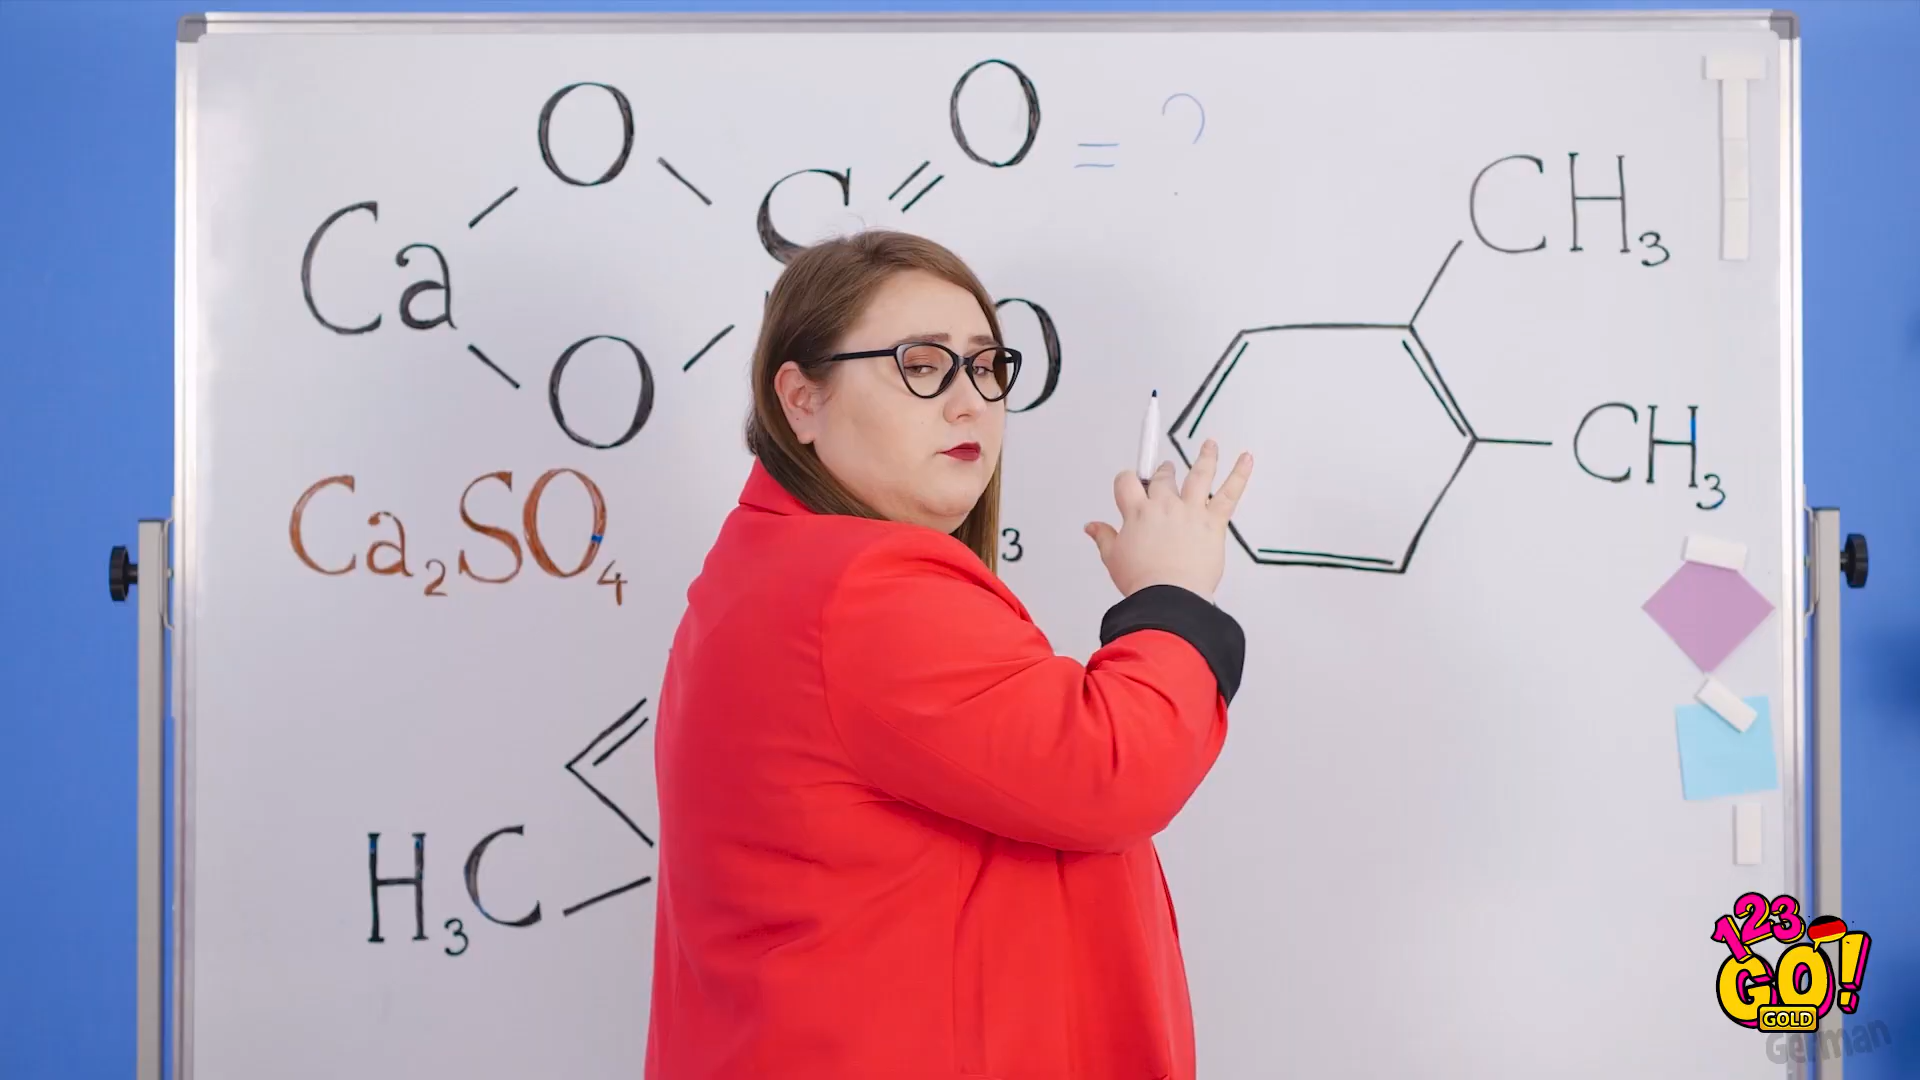 O
O = ?
C
Ca
O
O
CH3
CH3
Ca2SO4
3
H3C
123
GO!
GOLD
German